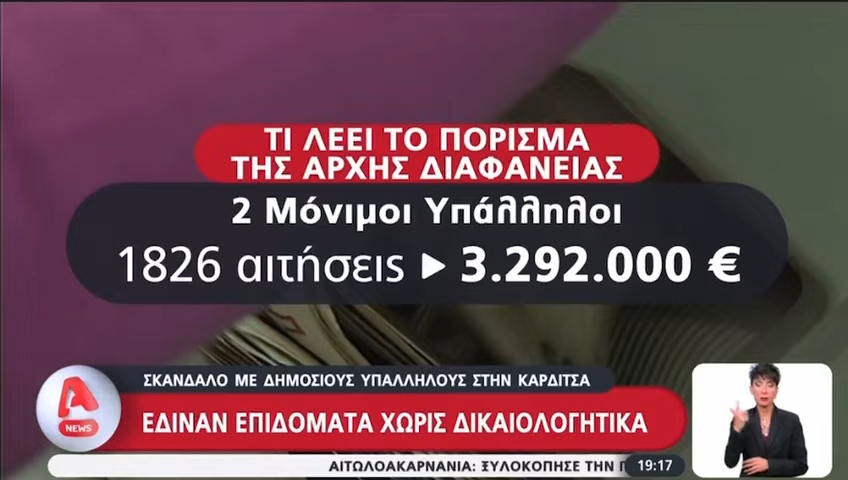 ΤΙ ΛΕΕΙ ΤΟ ΠΟΡΙΣΜΑ
ΤΗΣ ΑΡΧΗΣ ΔΙΑΦΑΝΕΙΑΣ
2 Μόνιμοι Υπάλληλοι
1826 αιτήσεις ▶ 3.292.000 €
ΣΚΑΝΔΑΛΟ ΜΕ ΔΗΜΟΣΙΟΥΣ ΥΠΑΛΛΗΛΟΥΣ ΣΤΗΝ ΚΑΡΔΙΤΣΑ
ΕΔΙΝΑΝ ΕΠΙΔΟΜΑΤΑ ΧΩΡΙΣ ΔΙΚΑΙΟΛΟΓΗΤΙΚΑ
A
NEWS
ΑΙΤΩΛΟΑΚΑΡΝΑΝΙΑ: ΞΥΛΟΚΟΠΗΣΕ ΤΗΝ
19:17